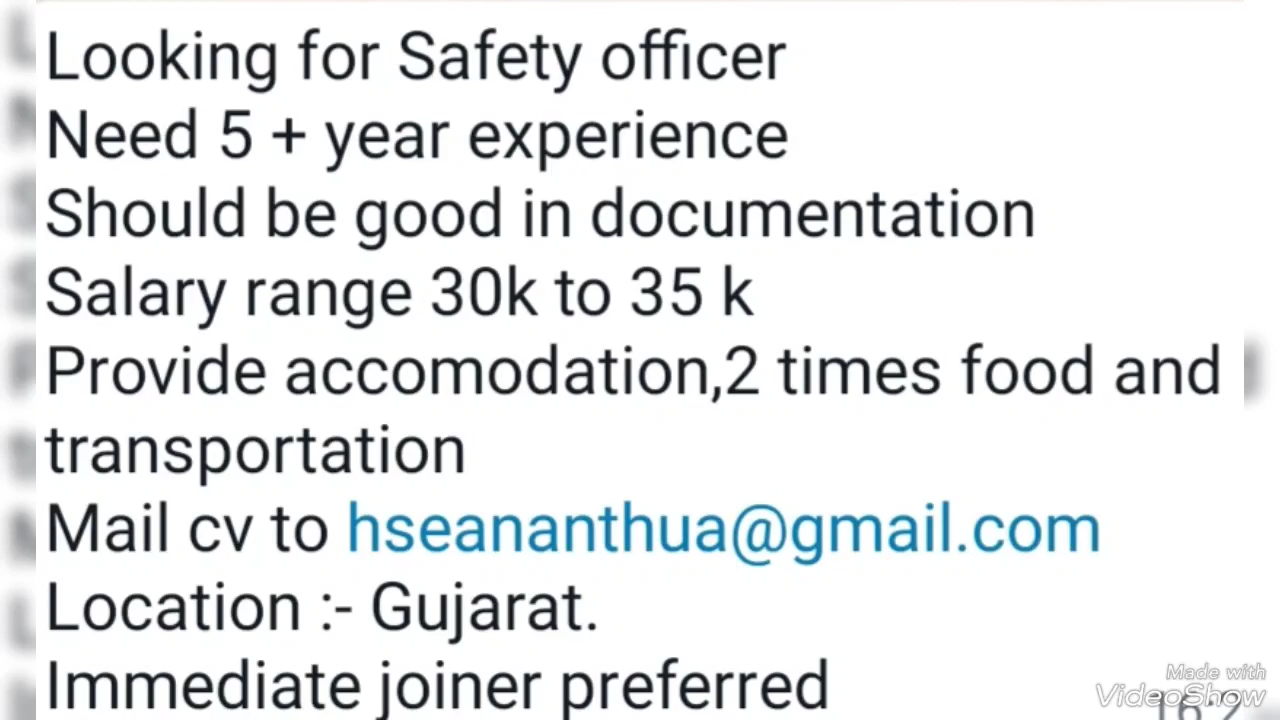 Looking for Safety officer
Need 5 + year experience
Should be good in documentation
Salary range 30k to 35 k
Provide accomodation,2 times food and
transportation
Mail cv to hseananthua@gmail.com
Location :- Gujarat.
Immediate joiner preferred
Made with
VideoShow